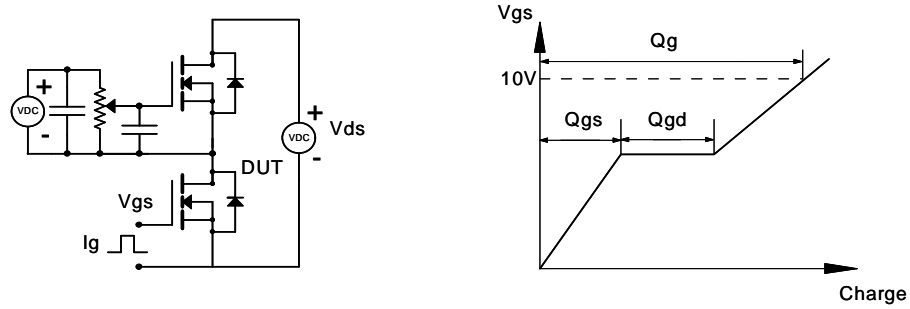 VDC
+
-
Vgs
Ig
DUT
VDC
+
-
Vds
Vgs
Qg
10V
Qgs
Qgd
Charge